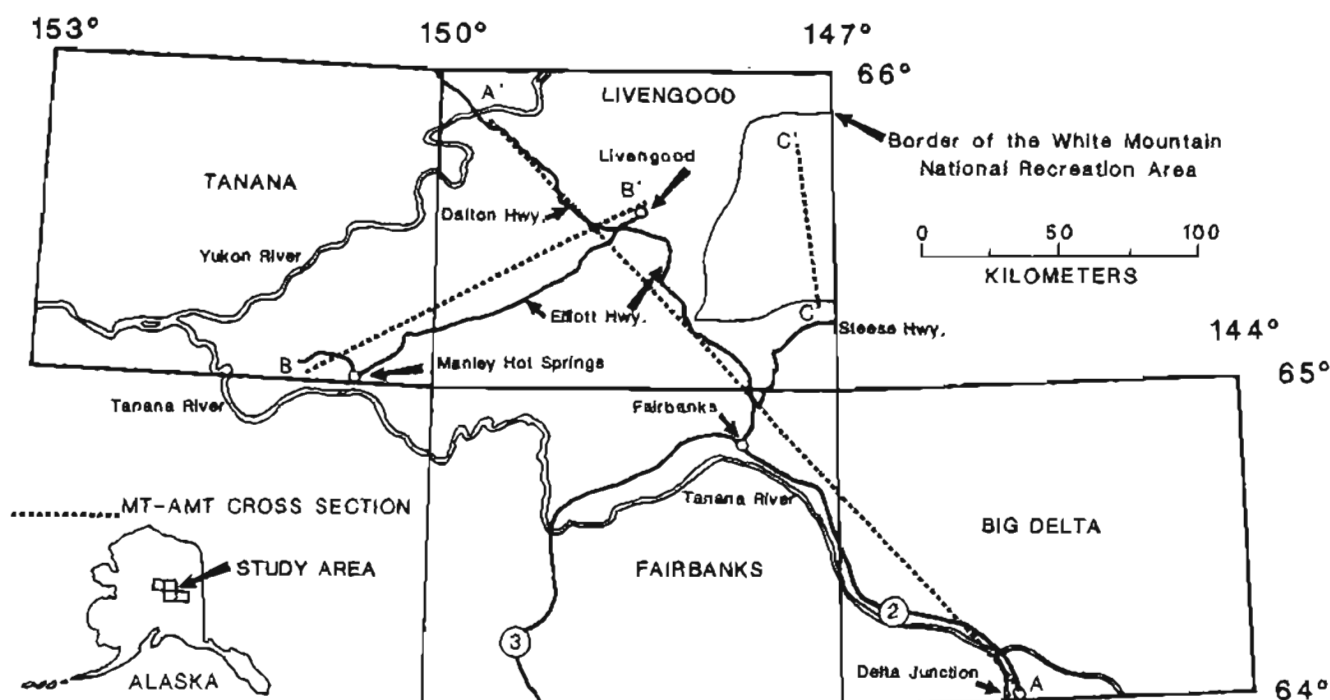 153°
150°
147°
66°
A'
LIVENGOOD
Border of the White Mountain
National Recreation Area
C'
Livengood
TANANA
B'
Dalton Hwy.
0 50 100
KILOMETERS
Yukon River
Elliott Hwy.
C
Steese Hwy.
144°
B
Manley Hot Springs
65°
Tanana River
Fairbanks
Tanana River
MT-AMT CROSS SECTION
BIG DELTA
STUDY AREA
FAIRBANKS
2
3
Delta Junction
A
ALASKA
64°